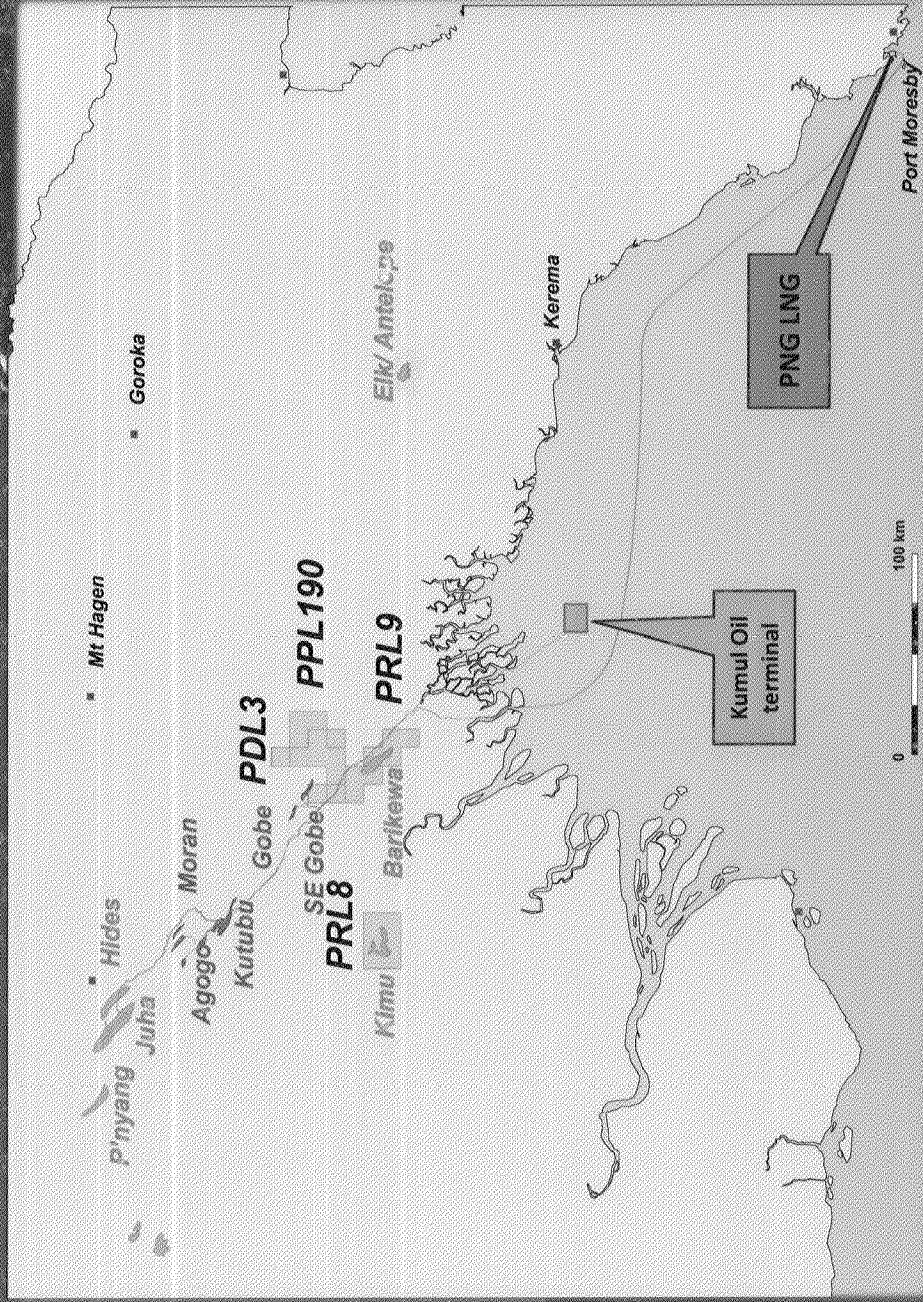 Mt Hagen
Goroka
Hides
P'nyang
Juha
Moran
Agogo
Kutubu
Gobe
PDL3
SE Gobe
PPL190
PRL8
Kimu
Barikewa
PRL9
Elk/ Antelope
Kerema
Kumul Oil
terminal
PNG LNG
Port Moresby
0
100 km